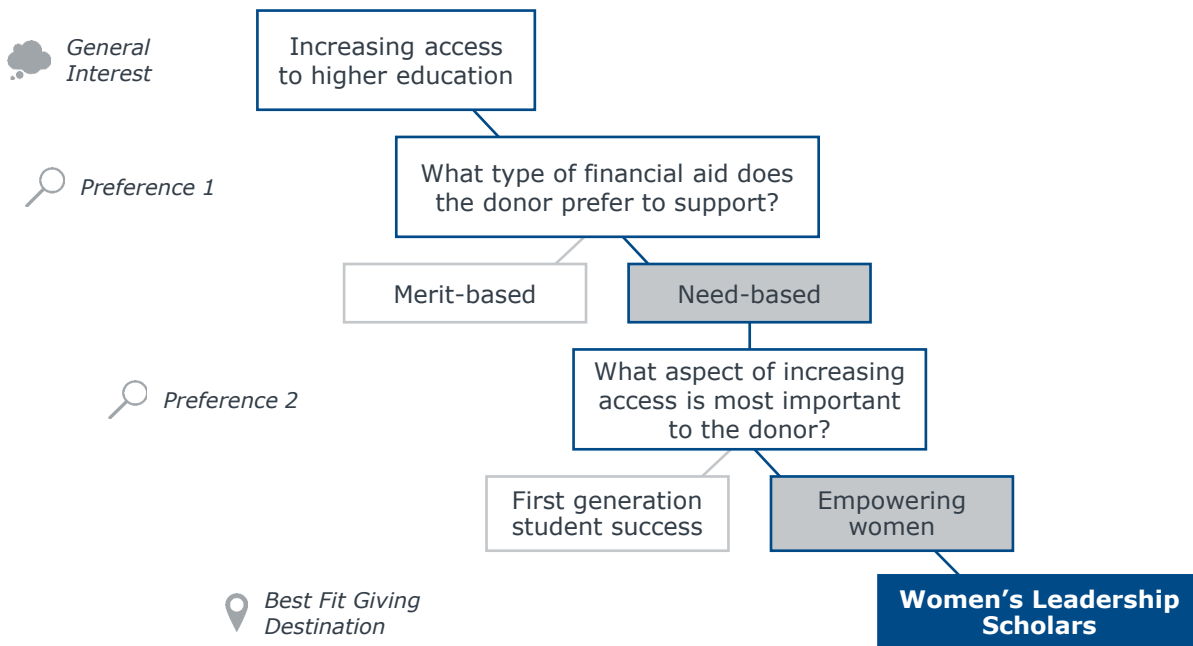 General
Interest
Increasing access
to higher education
Preference 1
What type of financial aid does
the donor prefer to support?
Merit-based
Need-based
Preference 2
What aspect of increasing
access is most important
to the donor?
First generation
student success
Empowering
women
Best Fit Giving
Destination
Women’s Leadership
Scholars